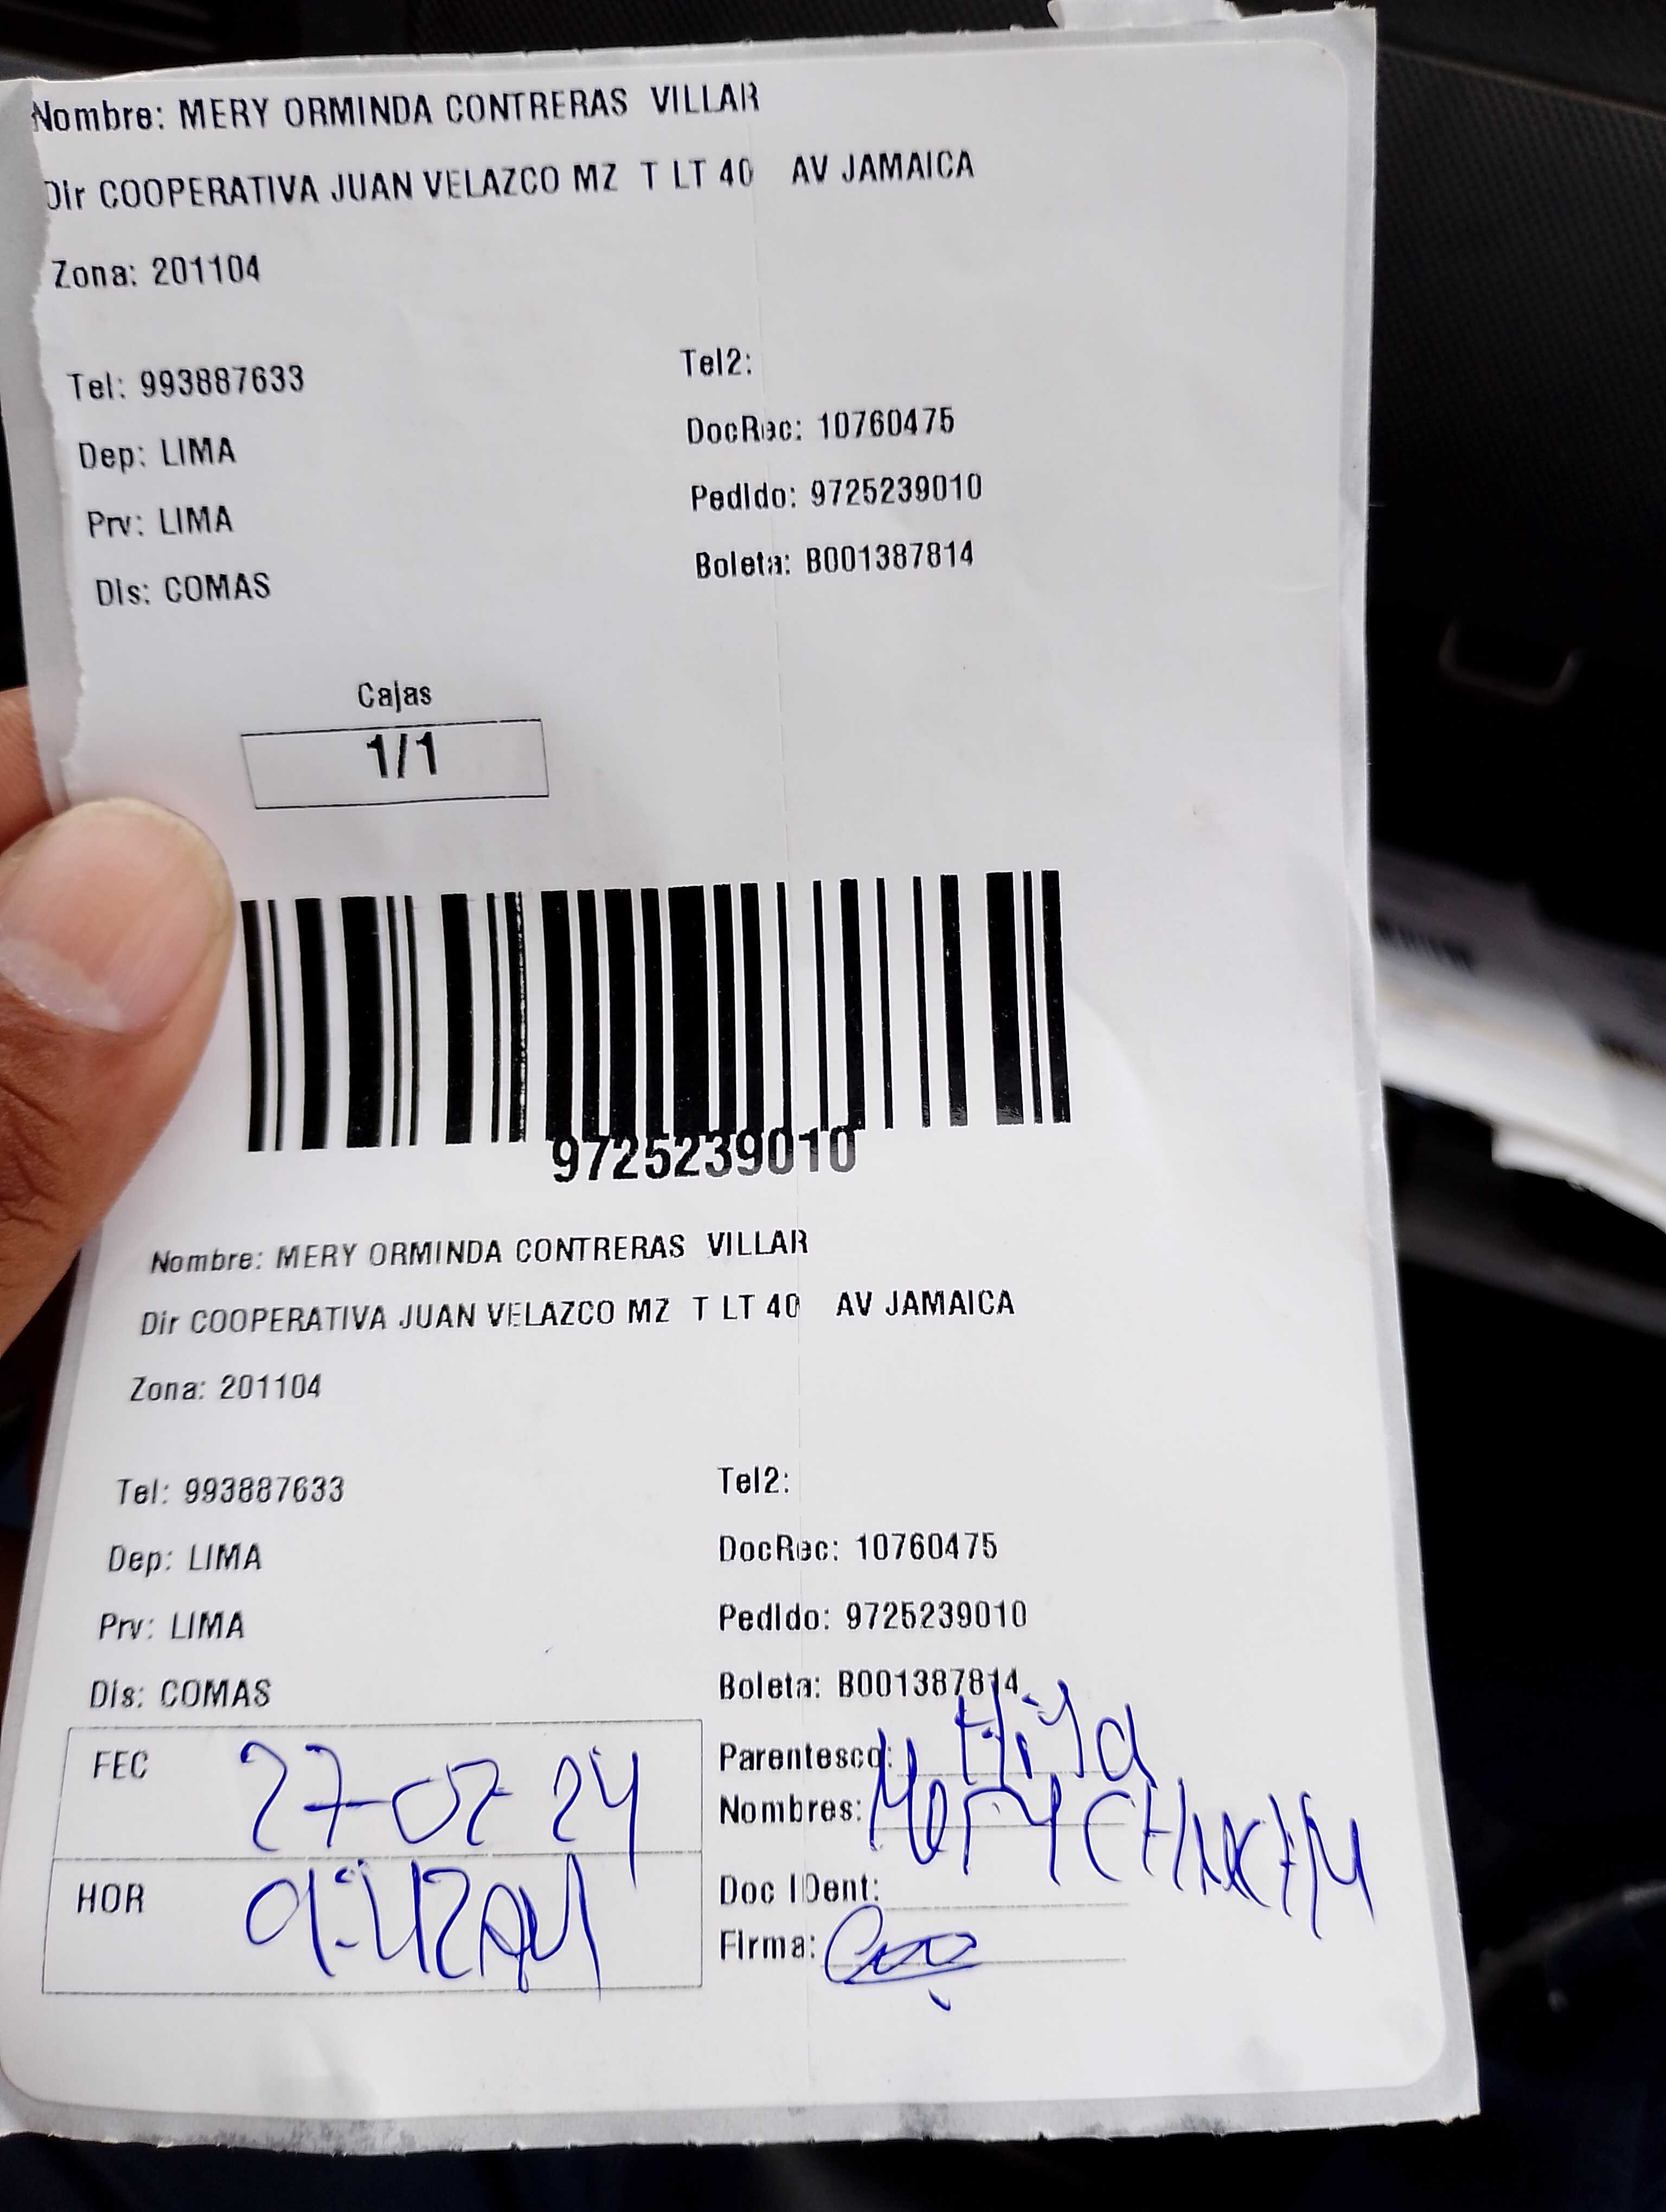 Nombre: MERY ORMINDA CONTRERAS VILLAR
Dir COOPERATIVA JUAN VELAZCO MZ T LT 40 AV JAMAICA
Zona: 201104
Tel: 993887633 Tel2:
Dep: LIMA DocRec: 10760475
Prv: LIMA Pedido: 9725239010
Dis: COMAS Boleta: B001387814
Cajas
1/1
9725239010
Nombre: MERY ORMINDA CONTRERAS VILLAR
Dir COOPERATIVA JUAN VELAZCO MZ T LT 40 AV JAMAICA
Zona: 201104
Tel: 993887633 Tel2:
Dep: LIMA DocRec: 10760475
Prv: LIMA Pedido: 9725239010
Dis: COMAS Boleta: B001387814
FEC 27-07 24 Parentesco: Hija
Nombres: Mery
HOR 9:42AM Doc IDent:
Firma: